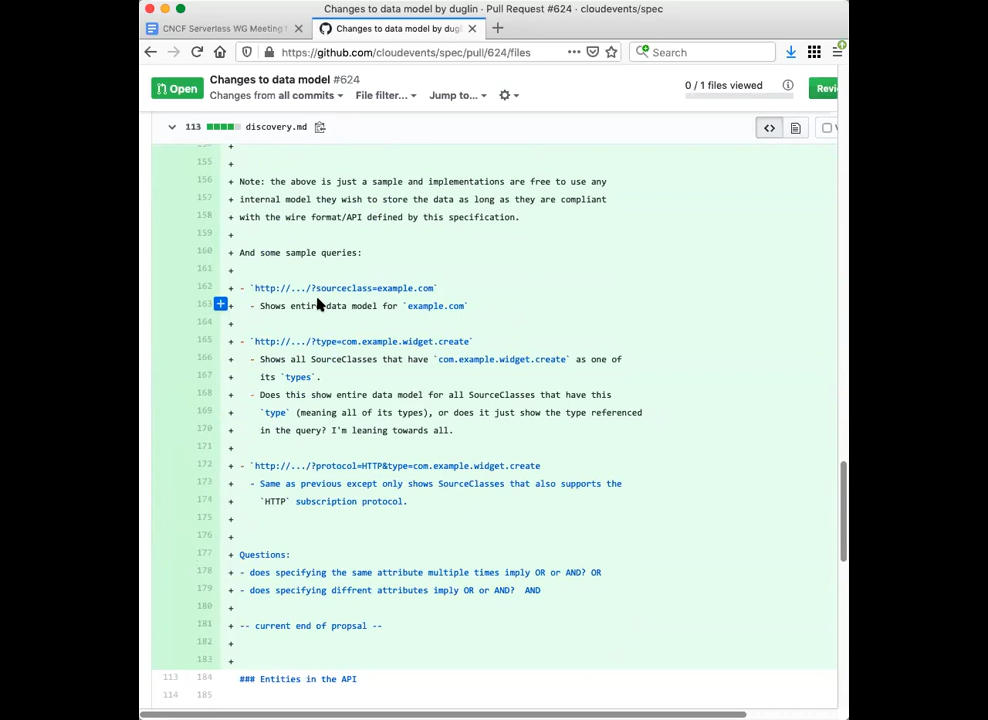 Changes to data model by duglin · Pull Request #624 · cloudevents/spec
CNCF Serverless WG Meeting
Changes to data model by dugl
https://github.com/cloudevents/spec/pull/624/files
Search
Open
Changes to data model #624
Changes from all commits
File filter...
Jump to...
0 / 1 files viewed
Revi
113 discovery.md
155 +
156 + Note: the above is just a sample and implementations are free to use any
157 + internal model they wish to store the data as long as they are compliant
158 + with the wire format/API defined by this specification.
159 +
160 + And some sample queries:
161 +
162 + - `http://.../?sourceclass=example.com`
163 + - Shows entire data model for `example.com`
164 +
165 + - `http://.../?type=com.example.widget.create`
166 + - Shows all SourceClasses that have `com.example.widget.create` as one of
167 + its `types`.
168 + - Does this show entire data model for all SourceClasses that have this
169 + `type` (meaning all of its types), or does it just show the type referenced
170 + in the query? I'm leaning towards all.
171 +
172 + - `http://.../?protocol=HTTP&type=com.example.widget.create
173 + - Same as previous except only shows SourceClasses that also supports the
174 + `HTTP` subscription protocol.
175 +
176 +
177 + Questions:
178 + - does specifying the same attribute multiple times imply OR or AND? OR
179 + - does specifying diffrent attributes imply OR or AND?  AND
180 +
181 + -- current end of propsal --
182 +
183 +
113 184 ### Entities in the API
114 185